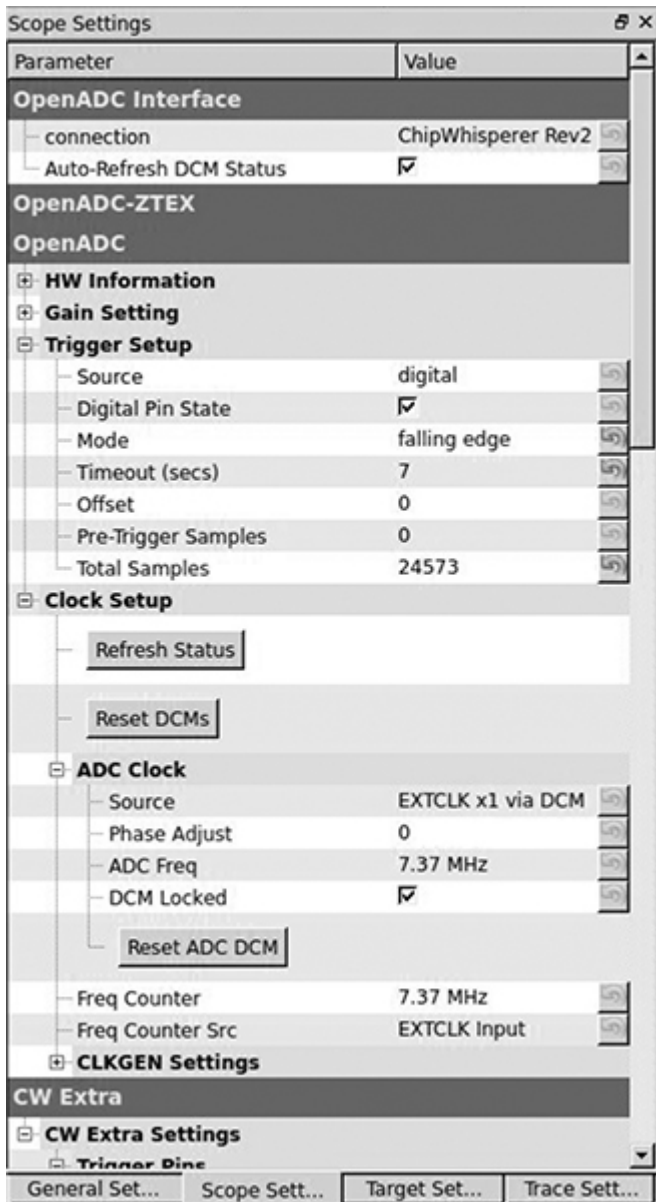 Scope Settings
Parameter Value
OpenADC Interface
connection ChipWhisperer Rev2
Auto-Refresh DCM Status
OpenADC-ZTEX
OpenADC
HW Information
Gain Setting
Trigger Setup
Source digital
Digital Pin State
Mode falling edge
Timeout (secs) 7
Offset 0
Pre-Trigger Samples 0
Total Samples 24573
Clock Setup
Refresh Status
Reset DCMs
ADC Clock
Source EXTCLK x1 via DCM
Phase Adjust 0
ADC Freq 7.37 MHz
DCM Locked
Reset ADC DCM
Freq Counter 7.37 MHz
Freq Counter Src EXTCLK Input
CLKGEN Settings
CW Extra
CW Extra Settings
Trigger Pins
General Set... Scope Sett... Target Set... Trace Sett...